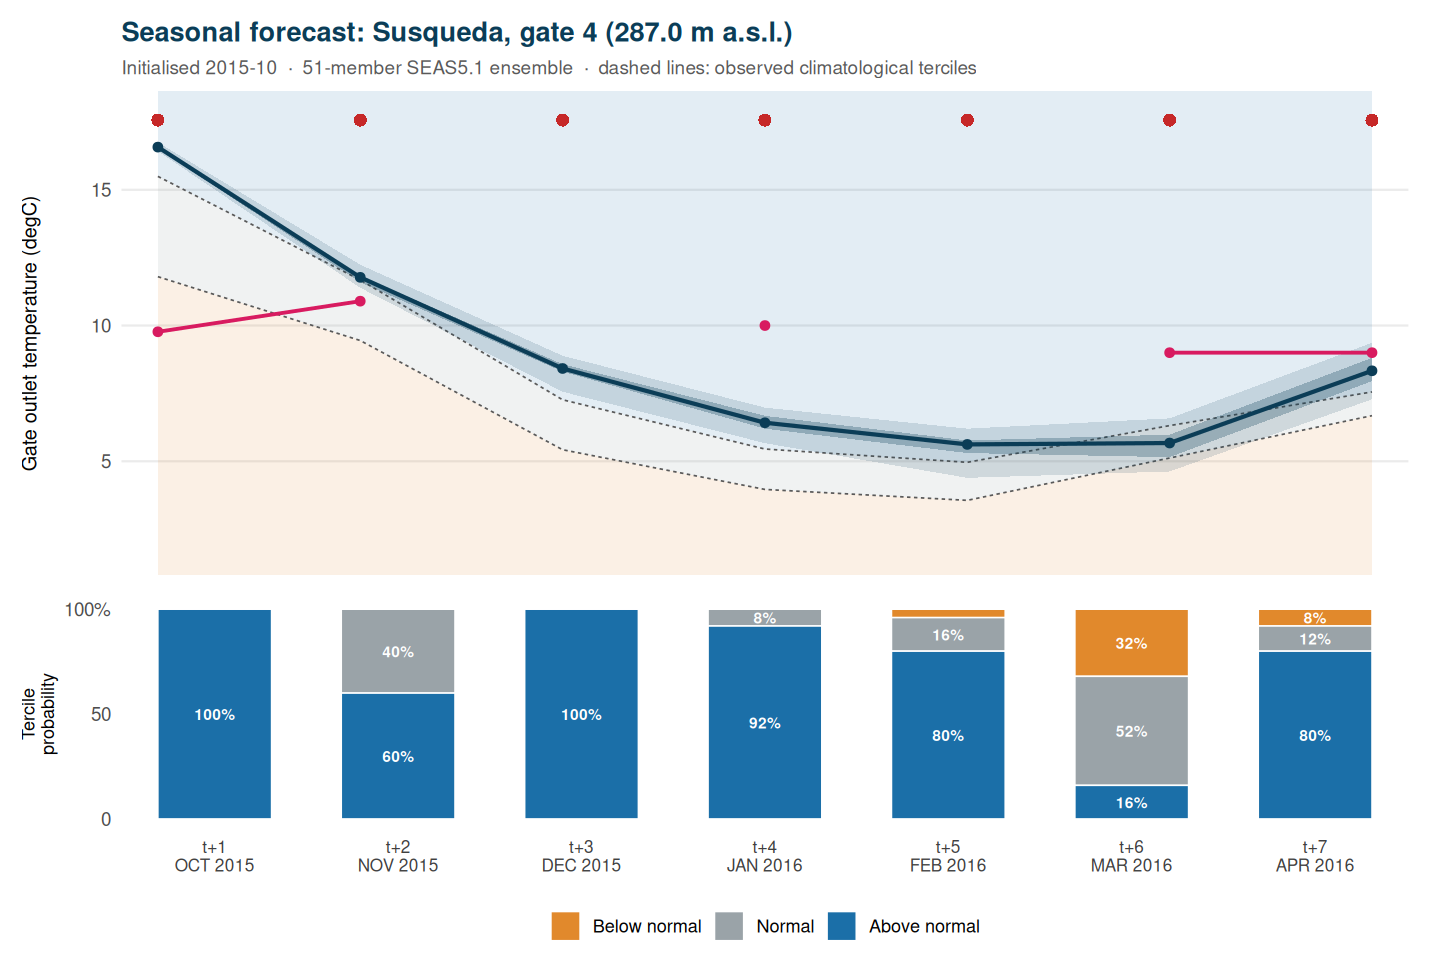 Seasonal forecast: Susqueda, gate 4 (287.0 m a.s.l.)
Initialised 2015-10 · 51-member SEAS5.1 ensemble · dashed lines: observed climatological terciles
Gate outlet temperature (degC)
15
10
5
Tercile
probability
100%
50
0
100%
40%
60%
100%
8%
92%
16%
80%
32%
52%
16%
8%
12%
80%
t+1
OCT 2015
t+2
NOV 2015
t+3
DEC 2015
t+4
JAN 2016
t+5
FEB 2016
t+6
MAR 2016
t+7
APR 2016
Below normal
Normal
Above normal